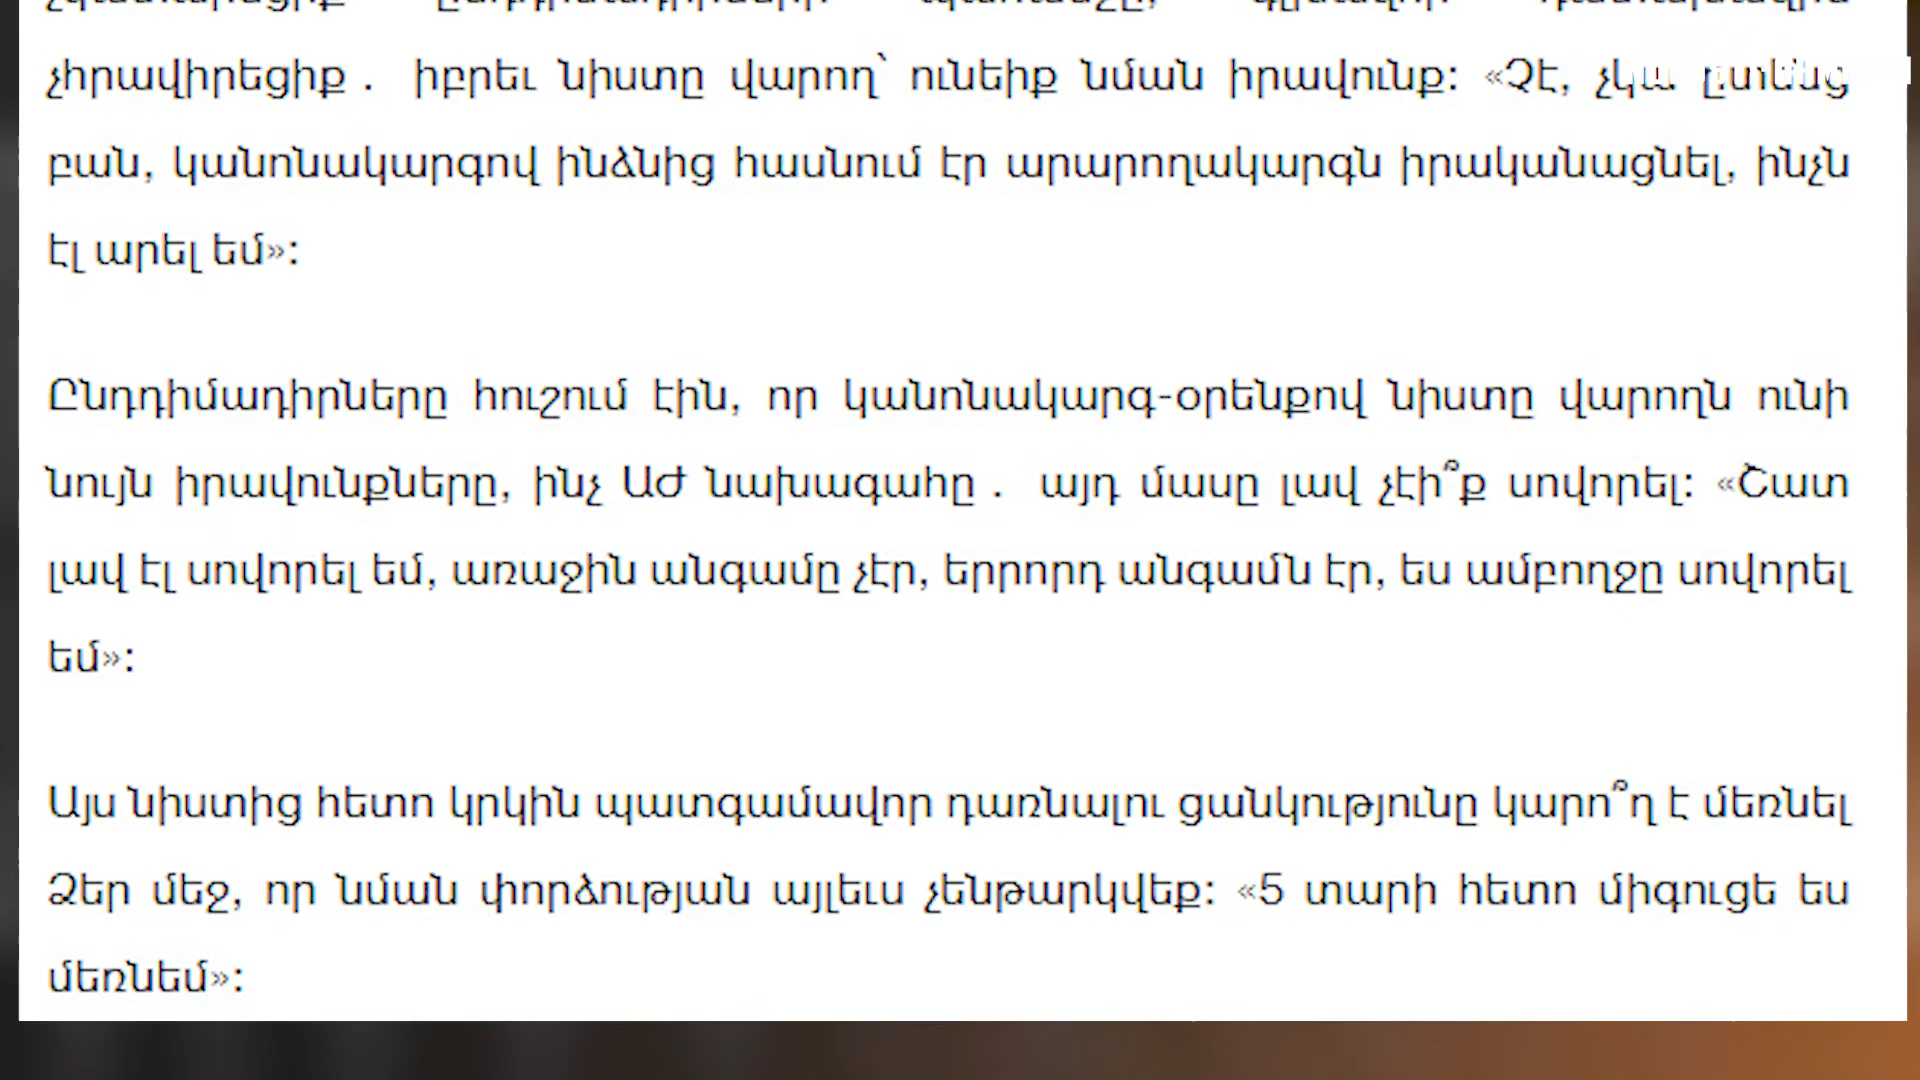 չհրավիրեցիք . իբրեւ նիստը վարող՝ ունեիք նման իրավունք: «Չէ, չկա ըտենց
բան, կանոնակարգով ինձնից հասնում էր արարողակարգն իրականացնել, ինչն
էլ արել եմ»:
Ընդդիմադիրները հուշում էին, որ կանոնակարգ-օրենքով նիստը վարողն ունի
նույն իրավունքները, ինչ ԱԺ նախագահը . այդ մասը լավ չէի՞ք սովորել: «Շատ
լավ էլ սովորել եմ, առաջին անգամը չէր, երրորդ անգամն էր, ես ամբողջը սովորել
եմ»:
Այս նիստից հետո կրկին պատգամավոր դառնալու ցանկությունը կարո՞ղ է մեռնել
Ձեր մեջ, որ նման փորձության այլեւս չենթարկվեք: «5 տարի հետո միգուցե ես
մեռնեմ»: